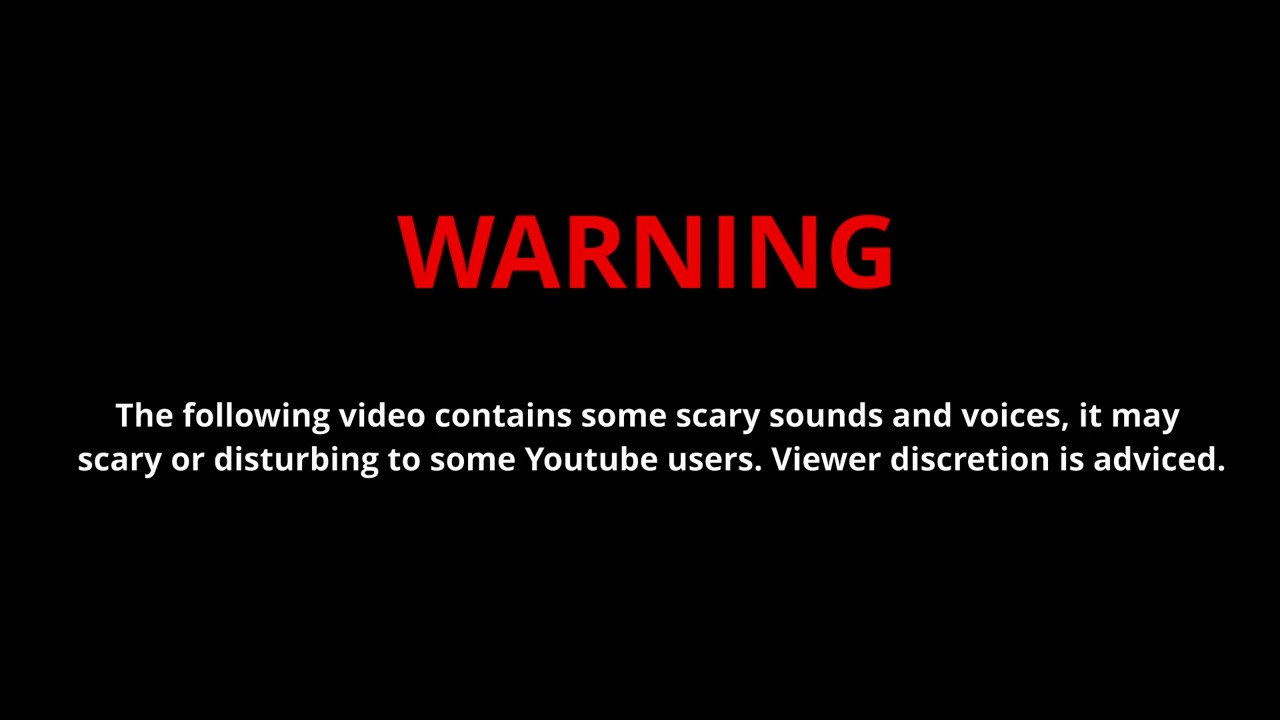 WARNING
The following video contains some scary sounds and voices, it may
scary or disturbing to some Youtube users. Viewer discretion is adviced.